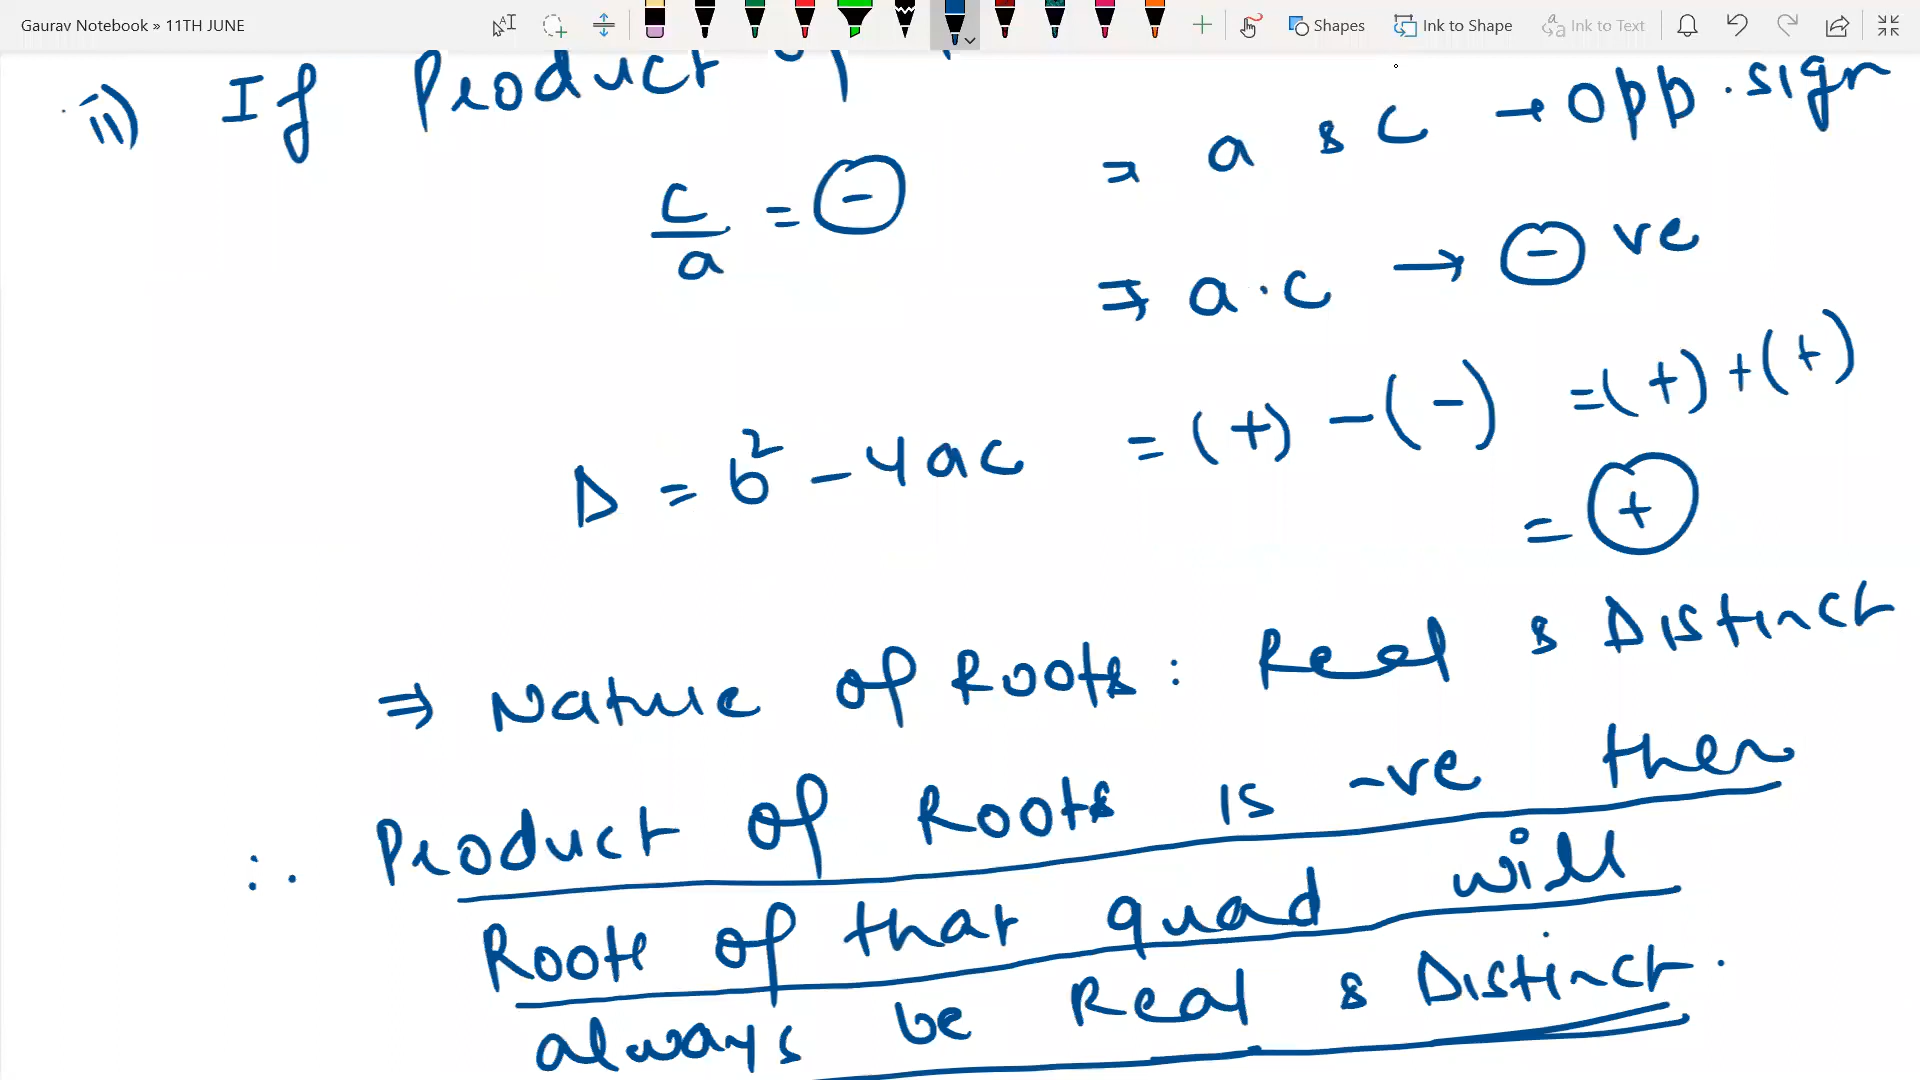 Gaurav Notebook » 11TH JUNE
Shapes
Ink to Shape
Ink to Text
ii) If Product of
c/a = ⊖
⇒ a & c → opp. sign
⇒ a.c → ⊖ ve
Δ = b² - 4ac = (+) - (-) = (+) + (+)
= ⊕
⇒ Nature of Roots : Real & Distinct
∴ Product of Roots is -ve then
Roots of that quad will
always be Real & Distinct.